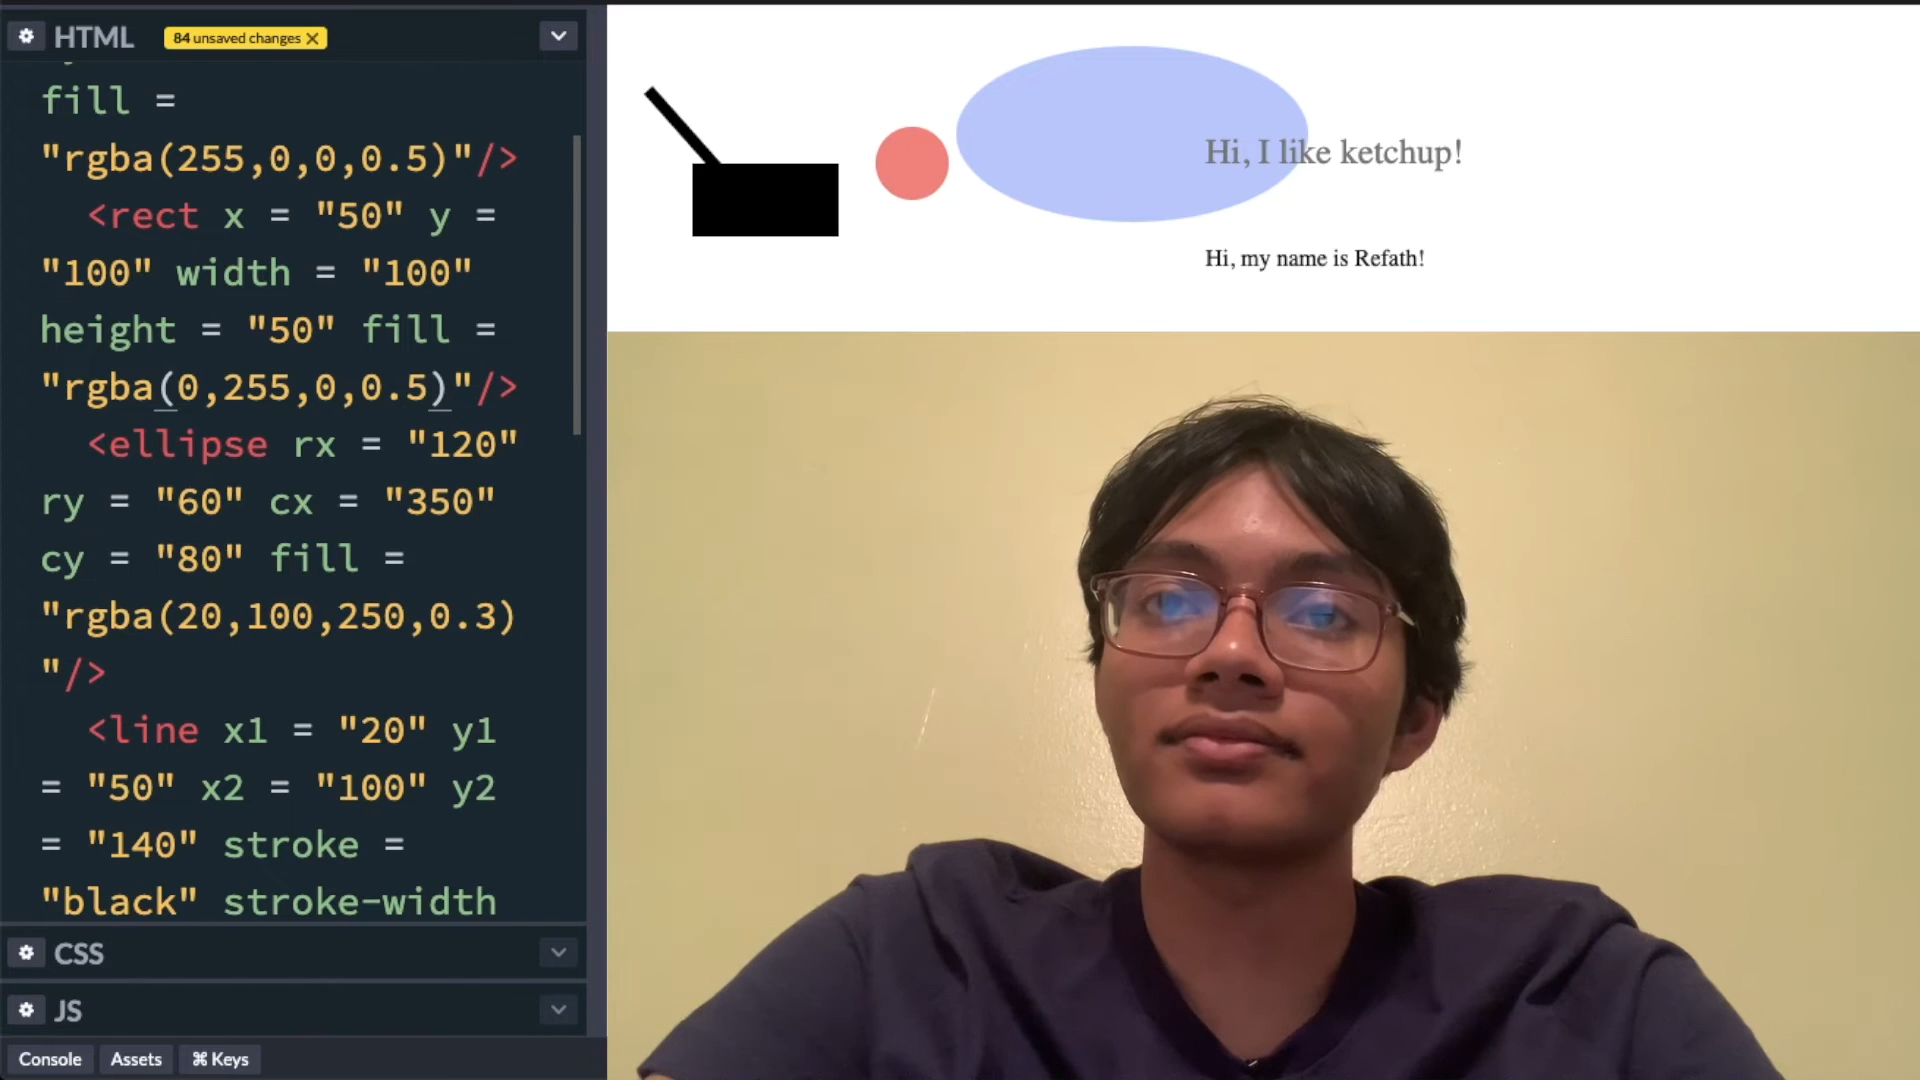 HTML
84 unsaved changes X
fill =
"rgba(255,0,0,0.5)"/>
<rect x = "50" y =
"100" width = "100"
height = "50" fill =
"rgba(0,255,0,0.5)"/>
<ellipse rx = "120"
ry = "60" cx = "350"
cy = "80" fill =
"rgba(20,100,250,0.3)
"/>
<line x1 = "20" y1
= "50" x2 = "100" y2
= "140" stroke =
"black" stroke-width
CSS
JS
Console Assets ⌘ Keys
Hi, I like ketchup!
Hi, my name is Refath!